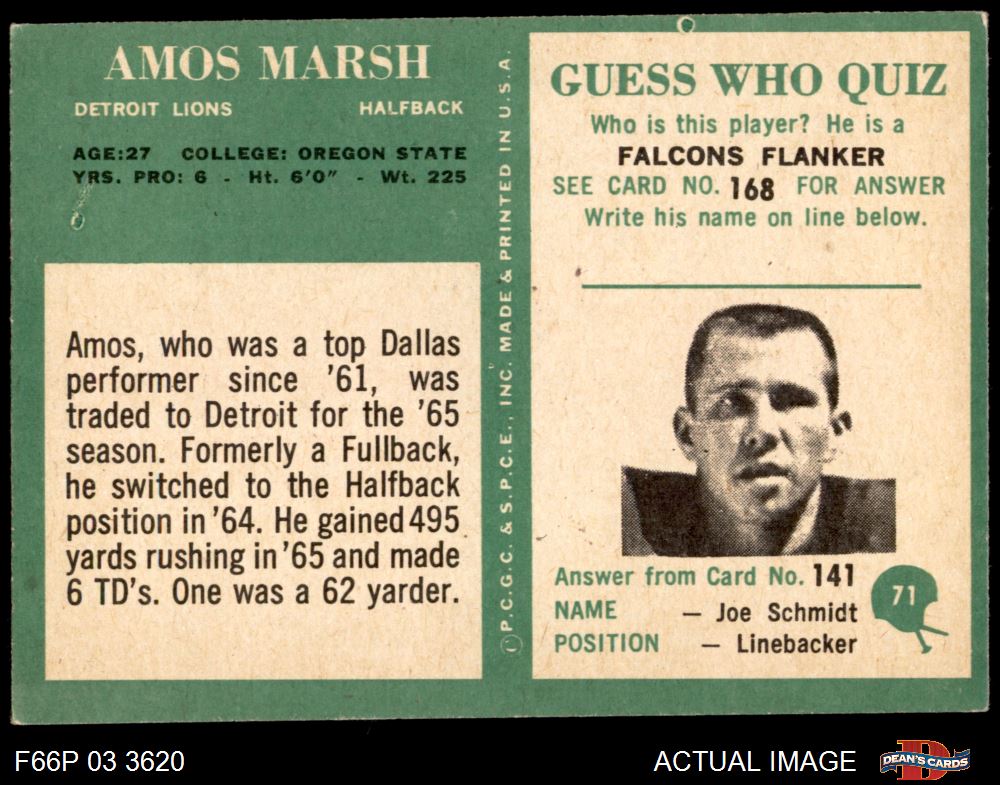 AMOS MARSH
DETROIT LIONS HALFBACK
AGE:27 COLLEGE: OREGON STATE
YRS. PRO: 6 - Ht. 6'0" - Wt. 225
Amos, who was a top Dallas
performer since '61, was
traded to Detroit for the '65
season. Formerly a Fullback,
he switched to the Halfback
position in '64. He gained 495
yards rushing in '65 and made
6 TD's. One was a 62 yarder.
©P.C.G.C. & S.P.C.E., INC. MADE & PRINTED IN U.S.A.
GUESS WHO QUIZ
Who is this player? He is a
FALCONS FLANKER
SEE CARD NO. 168 FOR ANSWER
Write his name on line below.
Answer from Card No. 141
NAME — Joe Schmidt
POSITION — Linebacker
71
F66P 03 3620
ACTUAL IMAGE
D
DEAN'S CARDS